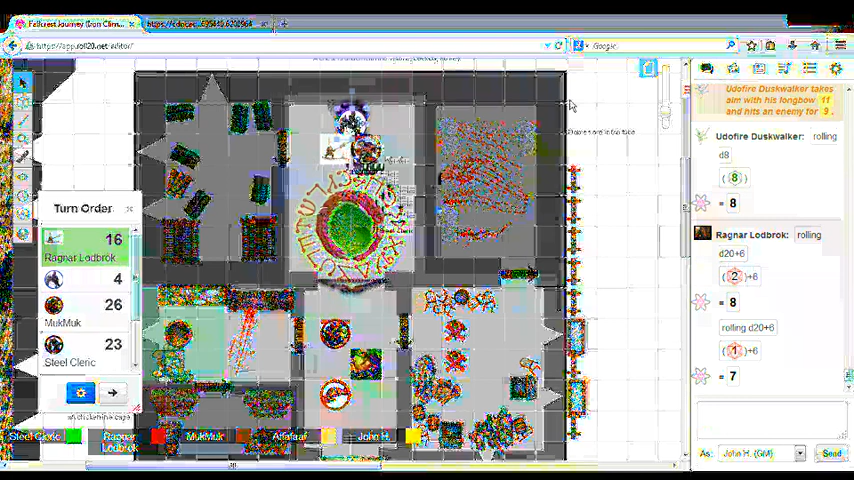 Fallcrest Journey (Iron Clim...
https://app.roll20.net/editor/
Google
Udofire Duskwalker takes
aim with his longbow 11
and hits an enemy for
9 .
Udofire Duskwalker: rolling
d8
( 8 )
= 8
Ragnar Lodbrok: rolling
d20+6
( 2 )+6
= 8
rolling d20+6
( 1 )+6
= 7
Turn Order
16
Ragnar Lodbrok
4
26
MukMuk
23
Steel Cleric
Steel Cleric
Ragnar
Lodbrok
MukMuk
John H.
As: John H. (GM)
Send